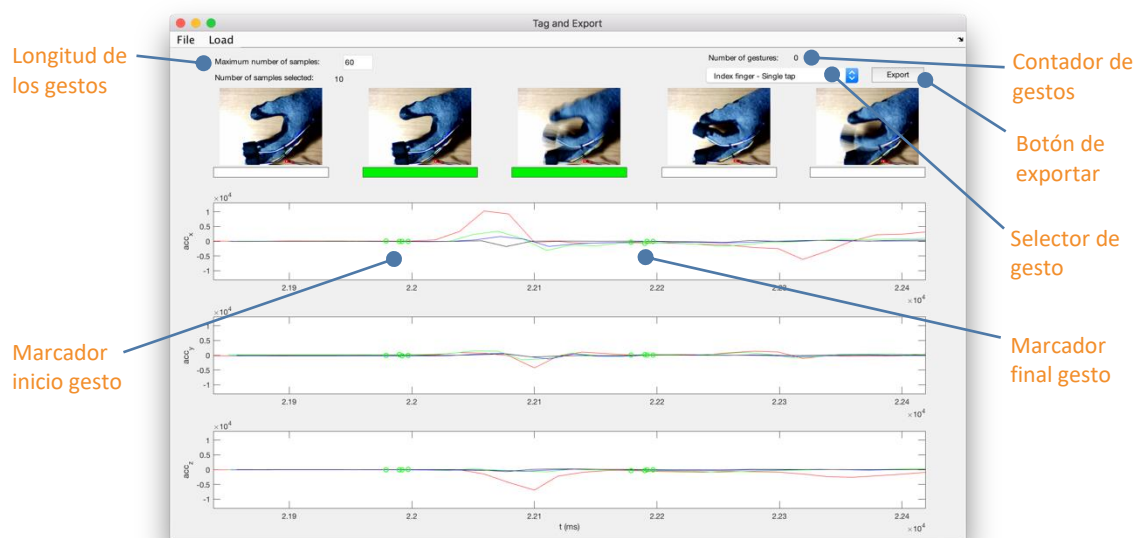 Tag and Export
File Load
Longitud de
los gestos
Maximum number of samples: 60
Number of samples selected: 10
Number of gestures: 0
Index finger - Single tap
Export
Contador de
gestos
Botón de
exportar
Selector de
gesto
Marcador
inicio gesto
Marcador
final gesto
×10⁴
acc_x
1
0.5
0
-0.5
-1
2.19 2.2 2.21 2.22 2.23 2.24
×10⁴
×10⁴
acc_y
1
0.5
0
-0.5
-1
2.19 2.2 2.21 2.22 2.23 2.24
×10⁴
×10⁴
acc_z
1
0.5
0
-0.5
-1
2.19 2.2 2.21 2.22 2.23 2.24
t (ms)
×10⁴